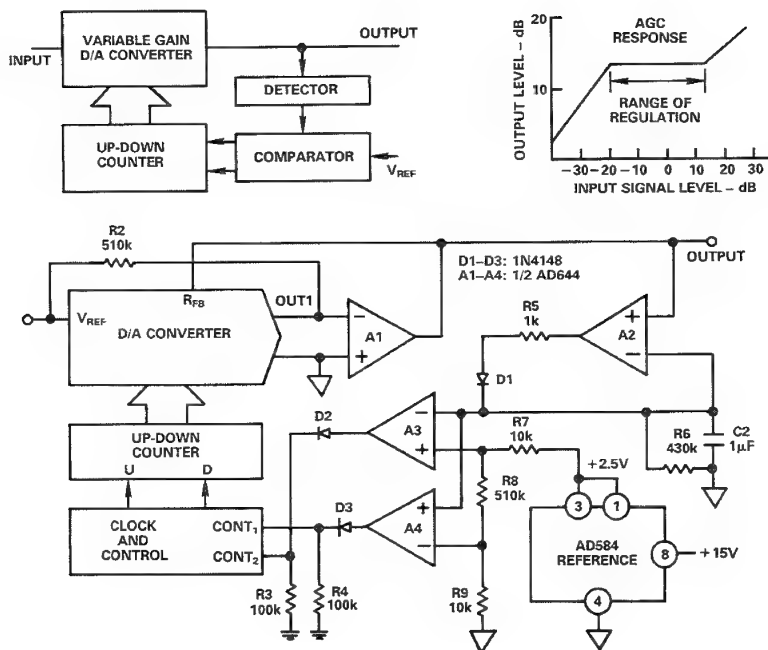 VARIABLE GAIN
D/A CONVERTER
INPUT
OUTPUT
DETECTOR
UP-DOWN
COUNTER
COMPARATOR
VREF
OUTPUT LEVEL – dB
20
10
AGC
RESPONSE
RANGE OF
REGULATION
–30 –20 –10 0 10 20 30
INPUT SIGNAL LEVEL – dB
R2
510k
VREF
RFB
OUT1
D/A CONVERTER
–
+
A1
D1–D3: 1N4148
A1–A4: 1/2 AD644
OUTPUT
R5
1k
+
–
A2
D1
D2
–
+
A3
R7
10k
R6
430k
C2
1μF
UP-DOWN
COUNTER
U D
+2.5V
R8
510k
3
1
D3
+
–
A4
CLOCK
AND
CONTROL
CONT1
CONT2
AD584
REFERENCE
8
+15V
R3
100k
R4
100k
R9
10k
4